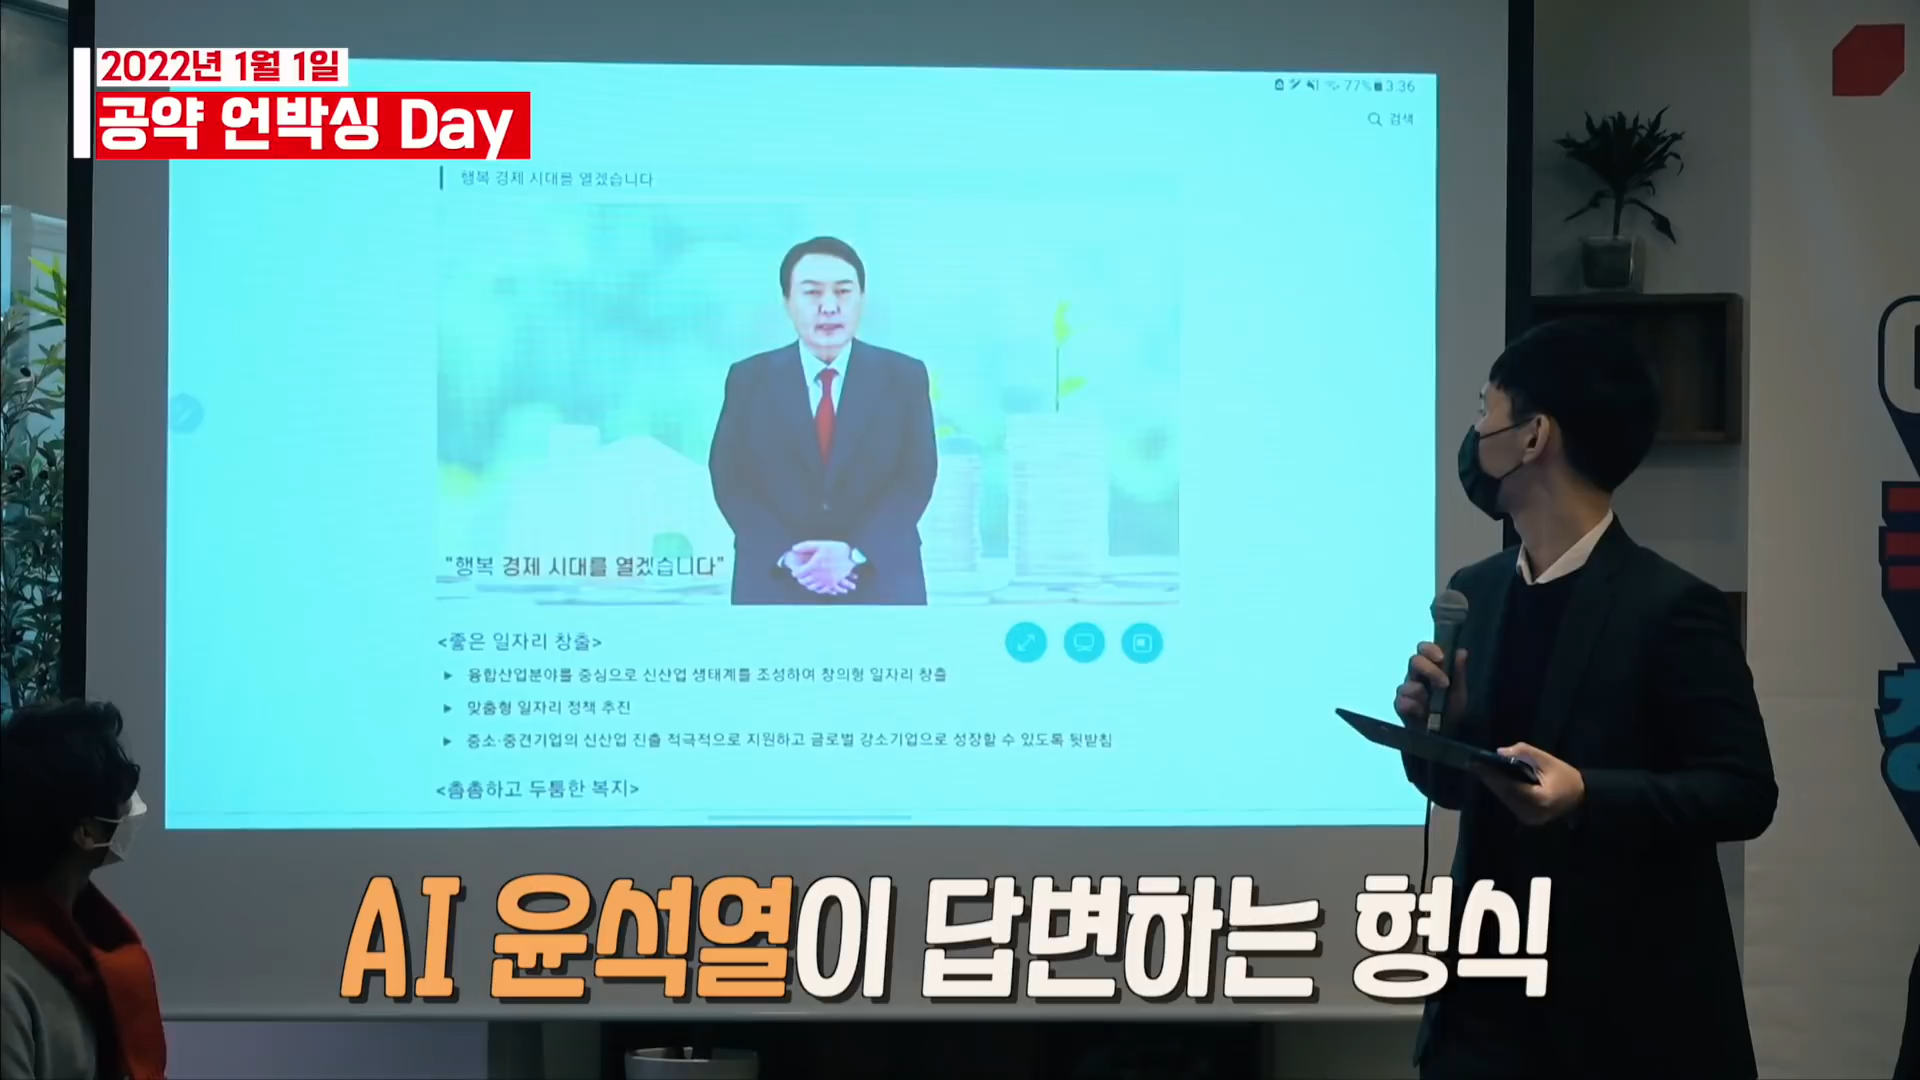 2022년 1월 1일
공약 언박싱 Day
77% 3:36
검색
행복 경제 시대를 열겠습니다
"행복 경제 시대를 열겠습니다"
<좋은 일자리 창출>
▶ 융합산업분야를 중심으로 신산업 생태계를 조성하여 창의형 일자리 창출
▶ 맞춤형 일자리 정책 추진
▶ 중소·중견기업의 신산업 진출 적극적으로 지원하고 글로벌 강소기업으로 성장할 수 있도록 뒷받침
<촘촘하고 두툼한 복지>
AI 윤석열이 답변하는 형식